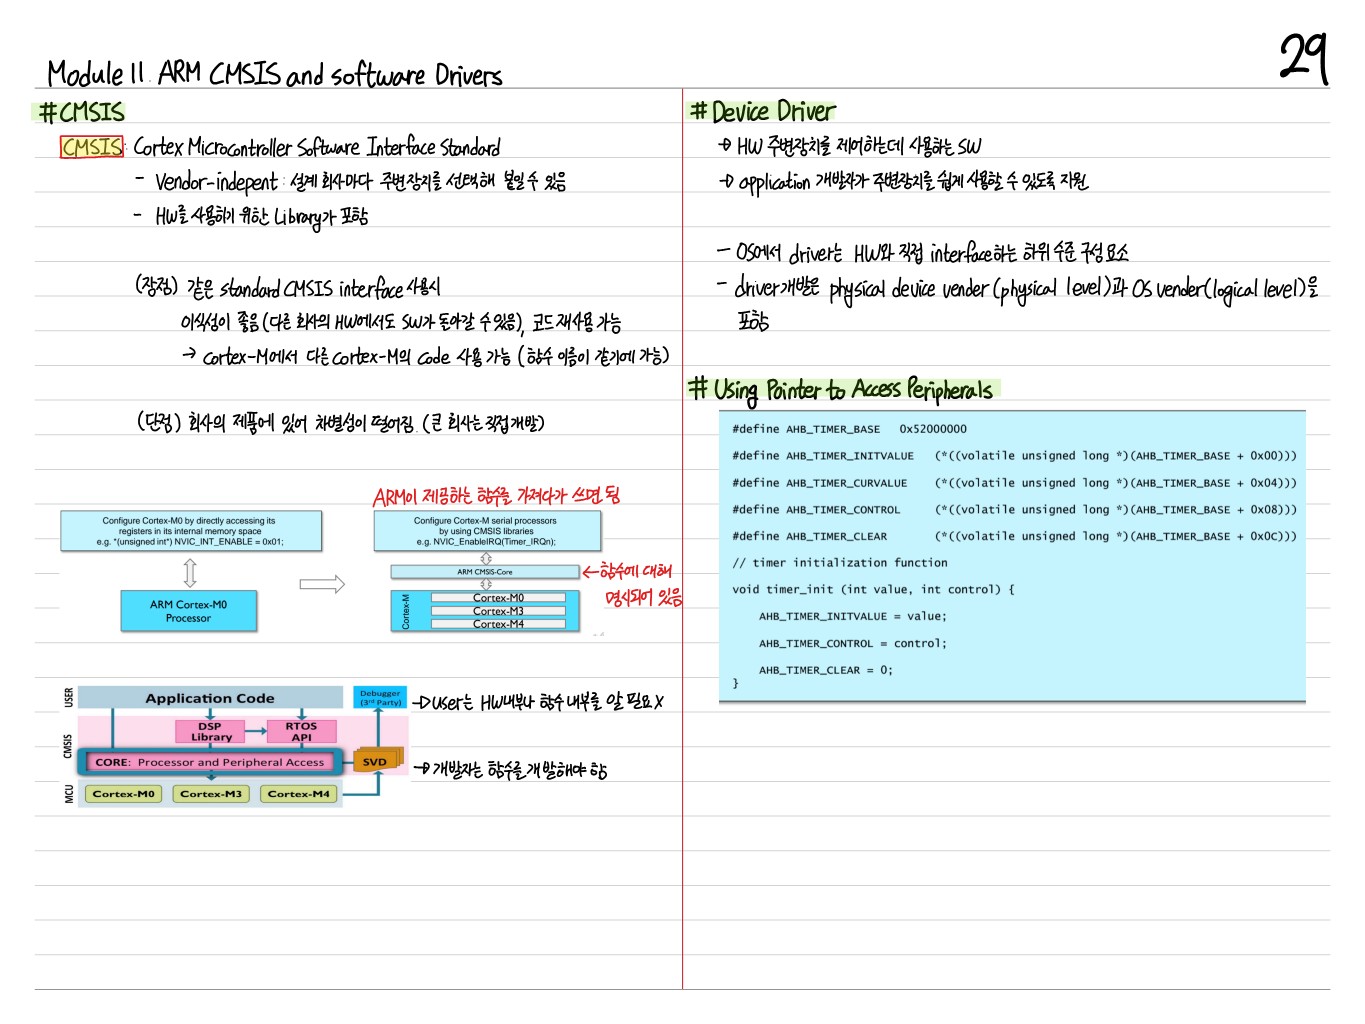 29
Module 11. ARM CMSIS and software Drivers
#CMSIS
CMSIS: Cortex Microcontroller Software Interface Standard
- Vendor-indepent : 설계 회사마다 주변장치를 선택해 붙일 수 있음
- HW를 사용하기 위한 Library가 포함
(장점) 같은 standard CMSIS interface 사용시
이식성이 좋음 (다른 회사의 HW에서도 SW가 돌아갈 수 있음), 코드 재사용 가능
→ cortex-M에서 다른 cortex-M의 code 사용 가능 (함수 이름이 같기에 가능)
(단점) 회사의 제품에 있어 차별성이 떨어짐. (큰 회사는 직접 개발)
ARM이 제공하는 함수를 가져다가 쓰면 됨
Configure Cortex-M0 by directly accessing its
registers in its internal memory space
e.g. "(unsigned int") NVIC_INT_ENABLE = 0x01;
ARM Cortex-M0
Processor
Configure Cortex-M serial processors
by using CMSIS libraries
e.g. NVIC_EnableIRQ(Timer_IRQn);
ARM CMSIS-Core
←함수에 대해
명시되어 있음
Cortex-M
Cortex-M0
Cortex-M3
Cortex-M4
USER
Application Code
Debugger
(3rd Party)
→ user는 HW내부나 함수 내부를 알 필요 X
CMSIS
DSP
Library
RTOS
API
CORE: Processor and Peripheral Access
SVD
→ 개발자는 함수를 개발해야 함
MCU
Cortex-M0
Cortex-M3
Cortex-M4
# Device Driver
→ HW 주변장치를 제어하는데 사용하는 SW
→ application 개발자가 주변장치를 쉽게 사용할 수 있도록 지원
- OS에서 driver는 HW와 직접 interface하는 하위 수준 구성 요소
- driver개발은 physical device vender (physical level)과 OS vender(logical level)을
포함
# Using Pointer to Access Peripherals
#define AHB_TIMER_BASE 0x52000000
#define AHB_TIMER_INITVALUE (*((volatile unsigned long *)(AHB_TIMER_BASE + 0x00)))
#define AHB_TIMER_CURVALUE (*((volatile unsigned long *)(AHB_TIMER_BASE + 0x04)))
#define AHB_TIMER_CONTROL (*((volatile unsigned long *)(AHB_TIMER_BASE + 0x08)))
#define AHB_TIMER_CLEAR (*((volatile unsigned long *)(AHB_TIMER_BASE + 0x0C)))
// timer initialization function
void timer_init (int value, int control) {
AHB_TIMER_INITVALUE = value;
AHB_TIMER_CONTROL = control;
AHB_TIMER_CLEAR = 0;
}